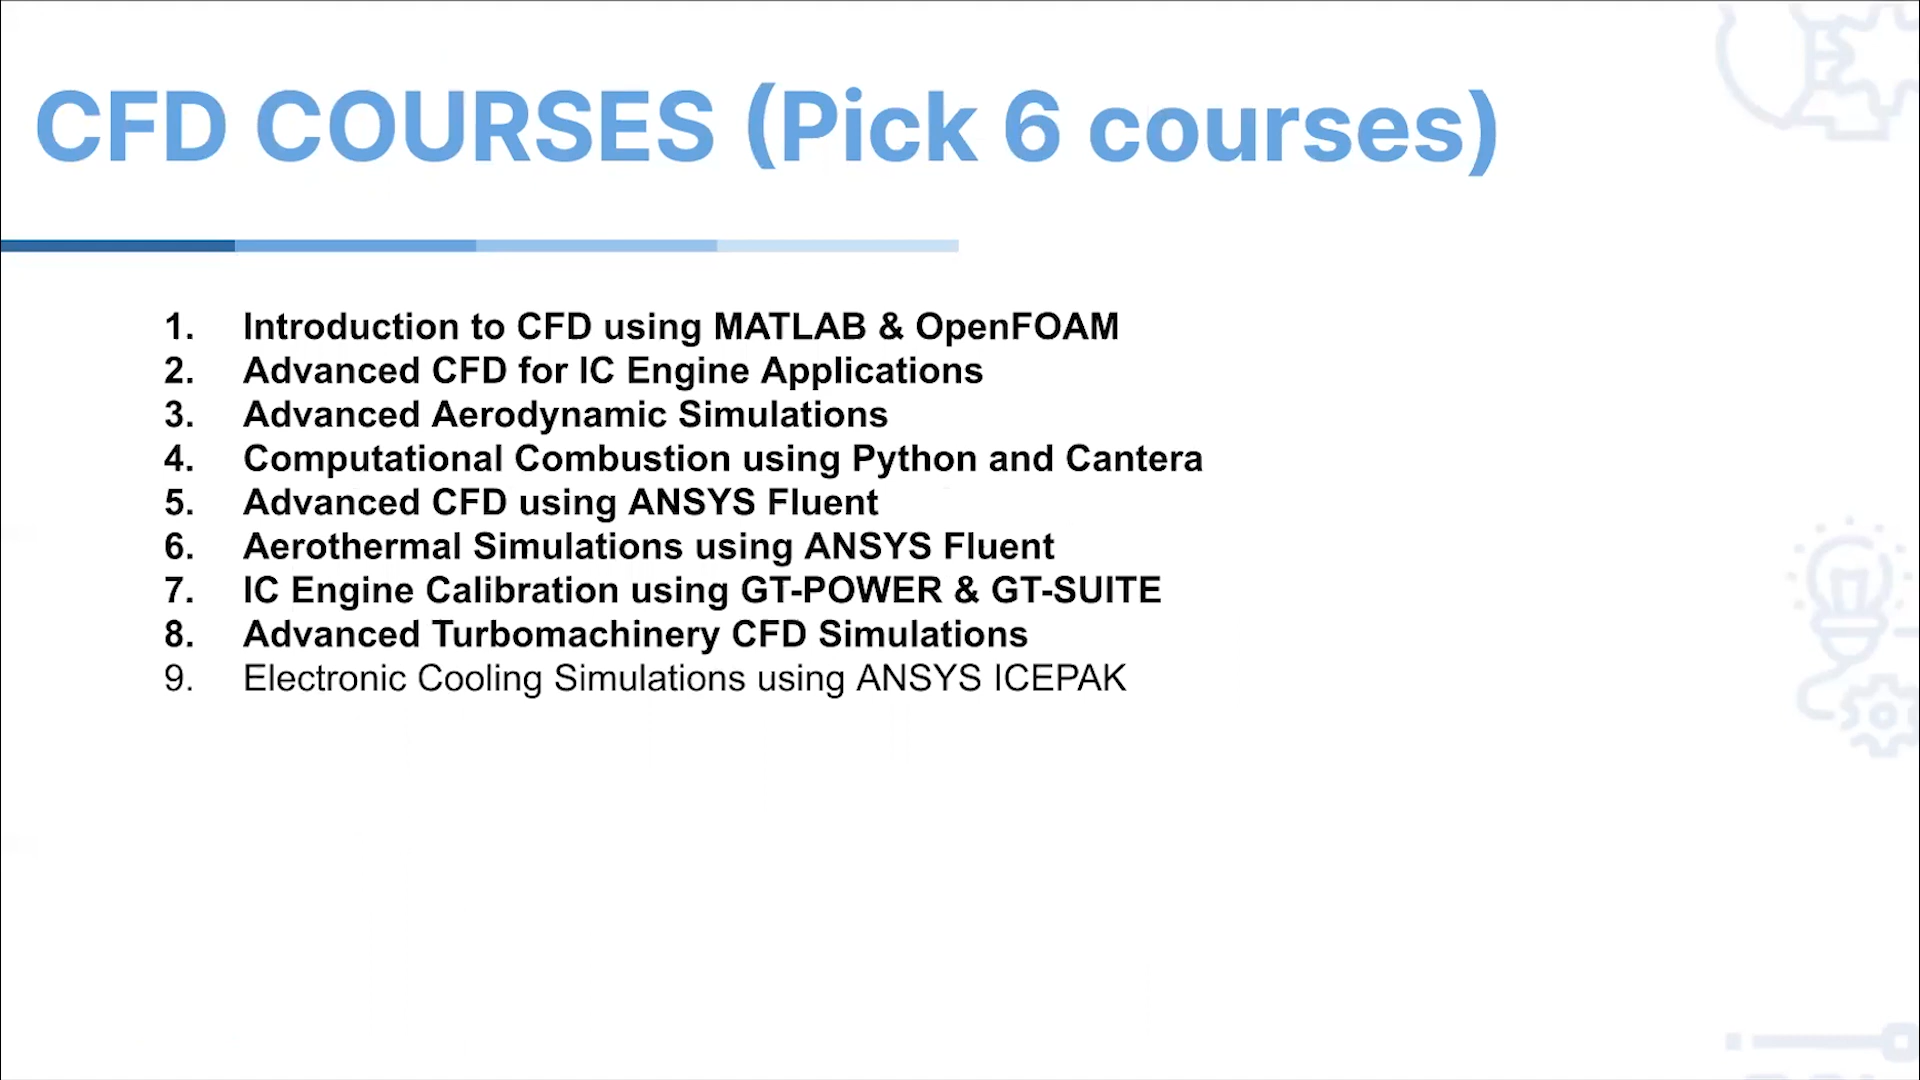 CFD COURSES (Pick 6 courses)
1. Introduction to CFD using MATLAB & OpenFOAM
2. Advanced CFD for IC Engine Applications
3. Advanced Aerodynamic Simulations
4. Computational Combustion using Python and Cantera
5. Advanced CFD using ANSYS Fluent
6. Aerothermal Simulations using ANSYS Fluent
7. IC Engine Calibration using GT-POWER & GT-SUITE
8. Advanced Turbomachinery CFD Simulations
9. Electronic Cooling Simulations using ANSYS ICEPAK